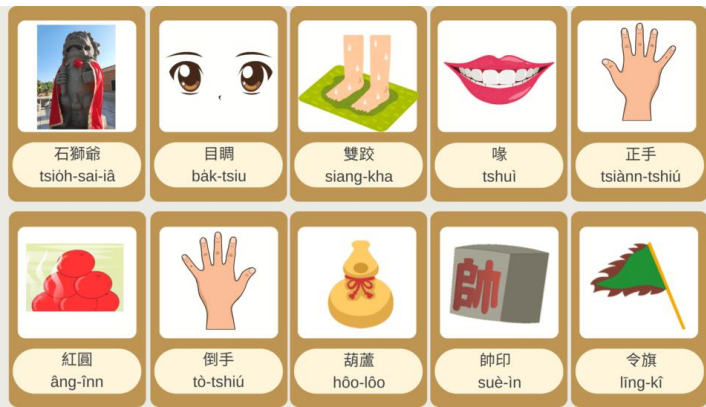 石獅爺
tsio̍h-sai-iâ
目睭
ba̍k-tsiu
雙跤
siang-kha
喙
tshuì
正手
tsiànn-tshiú
紅圓
âng-înn
倒手
tò-tshiú
葫蘆
hôo-lôo
帥
帥印
suè-ìn
令旗
līng-kî